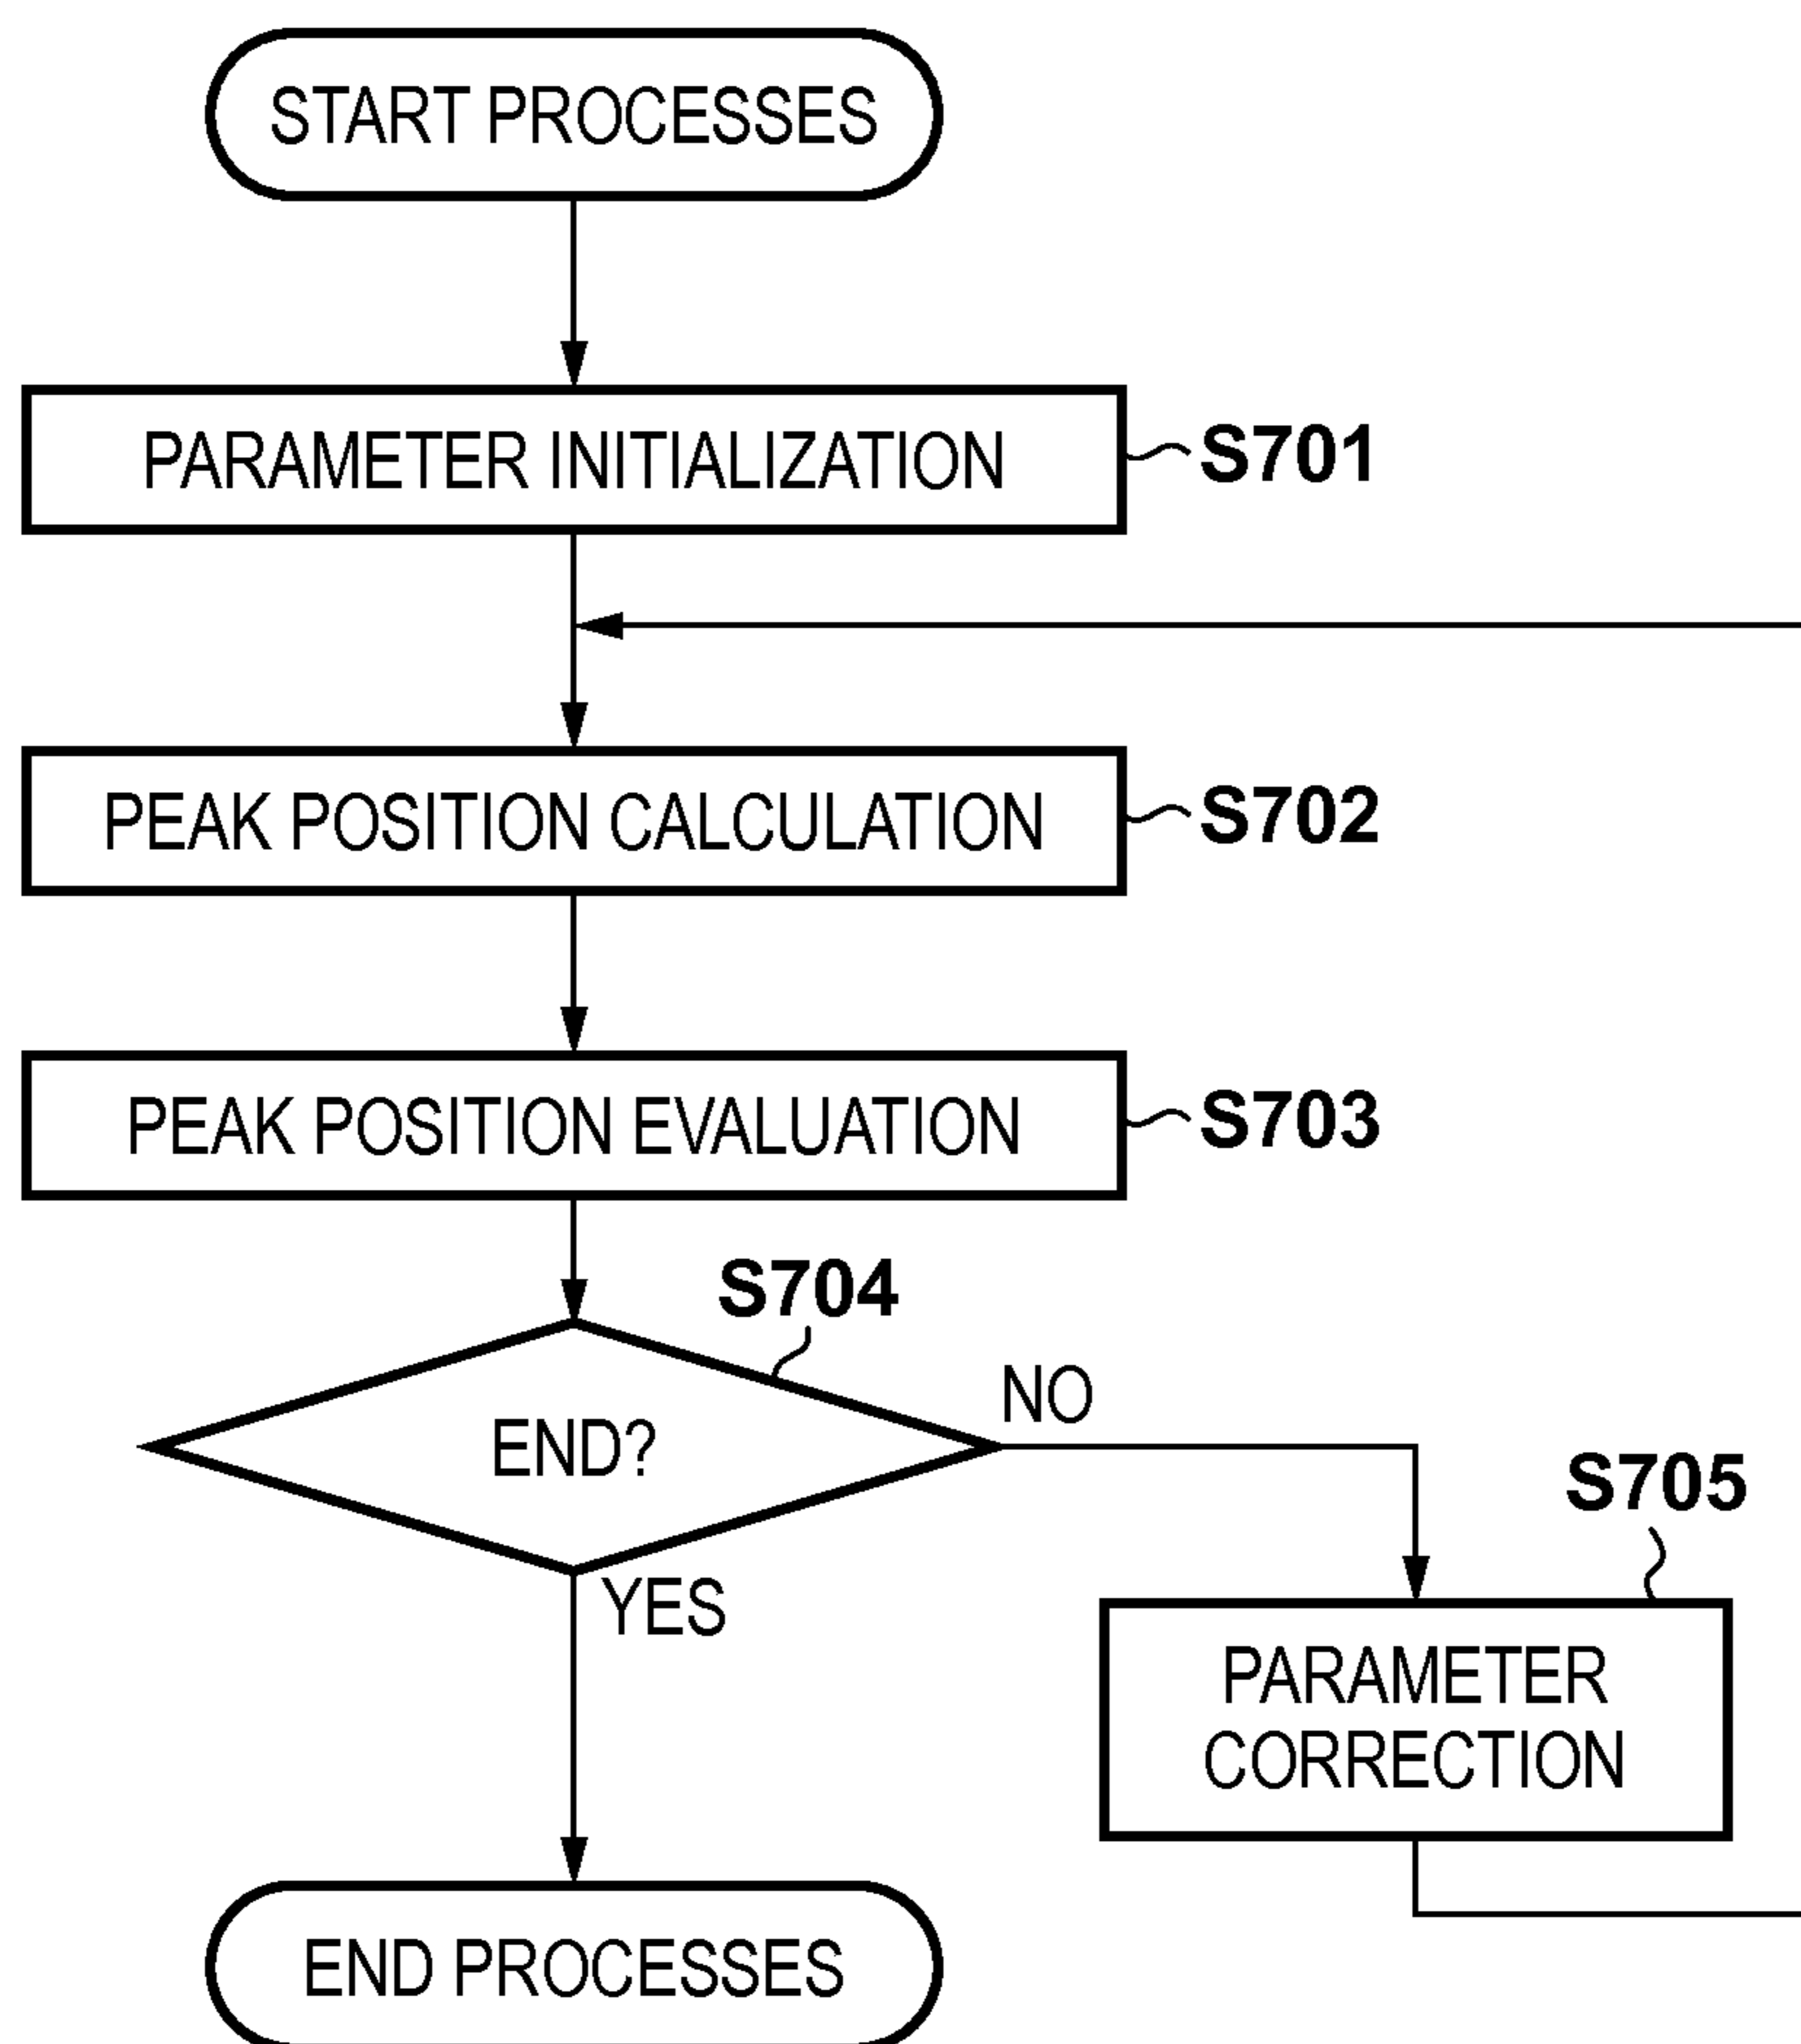 START PROCESSES
PARAMETER INITIALIZATION
S701
PEAK POSITION CALCULATION
S702
PEAK POSITION EVALUATION
S703
S704
END?
NO
YES
S705
PARAMETER
CORRECTION
END PROCESSES